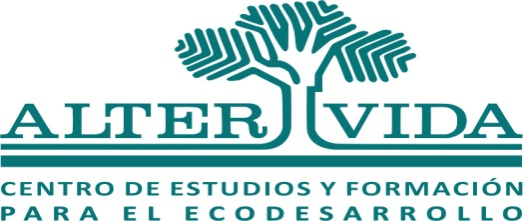 ALTER VIDA
CENTRO DE ESTUDIOS Y FORMACIÓN
PARA EL ECODESARROLLO